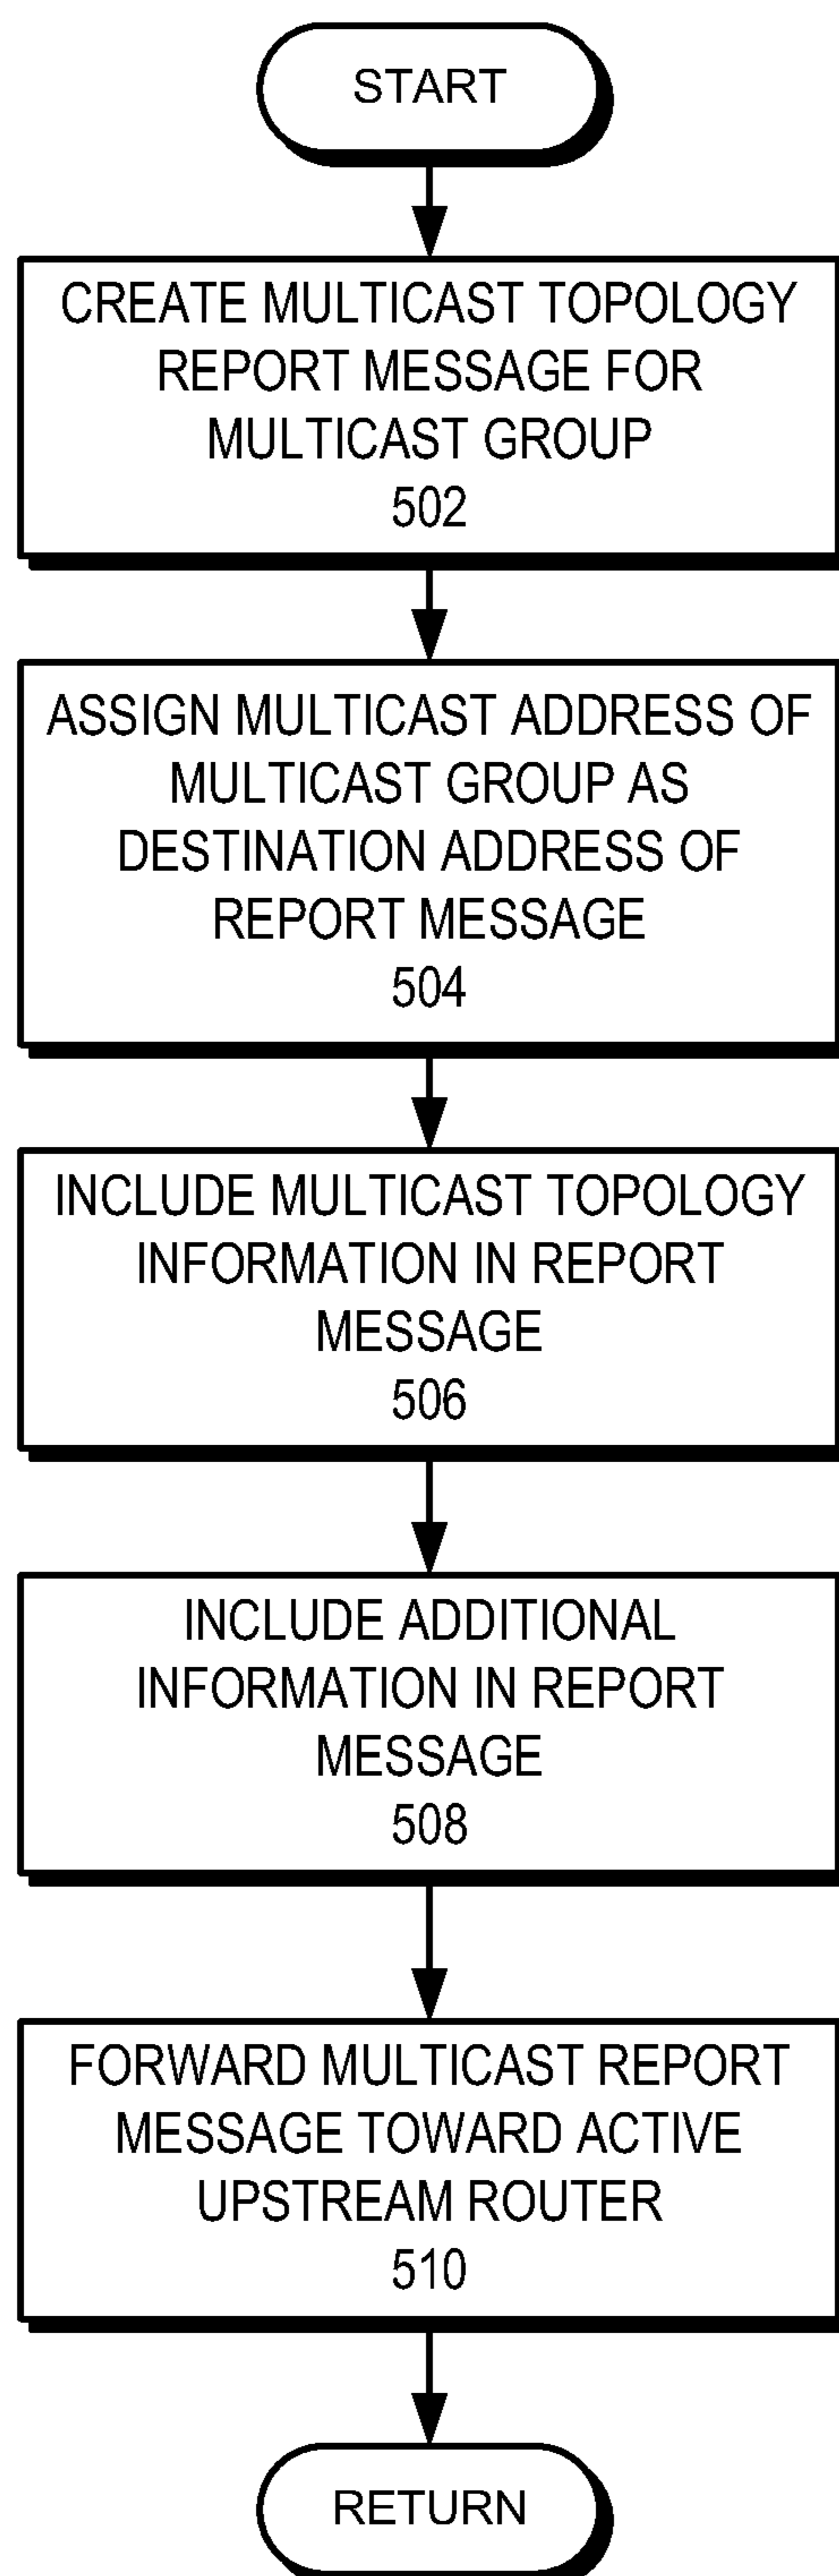 START
CREATE MULTICAST TOPOLOGY
REPORT MESSAGE FOR
MULTICAST GROUP
502
ASSIGN MULTICAST ADDRESS OF
MULTICAST GROUP AS
DESTINATION ADDRESS OF
REPORT MESSAGE
504
INCLUDE MULTICAST TOPOLOGY
INFORMATION IN REPORT
MESSAGE
506
INCLUDE ADDITIONAL
INFORMATION IN REPORT
MESSAGE
508
FORWARD MULTICAST REPORT
MESSAGE TOWARD ACTIVE
UPSTREAM ROUTER
510
RETURN